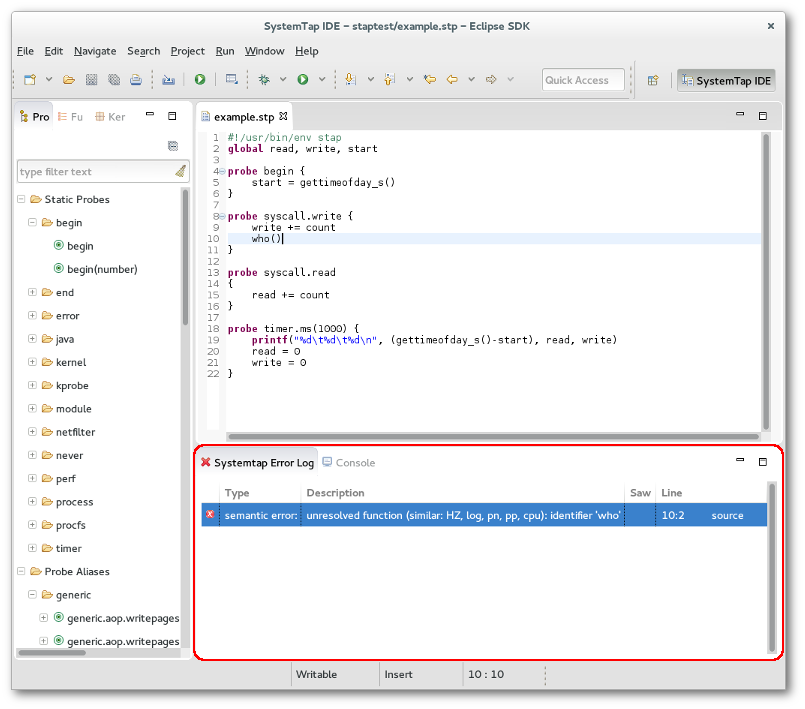 SystemTap IDE – staptest/example.stp – Eclipse SDK
File Edit Navigate Search Project Run Window Help
Quick Access
SystemTap IDE
Pro Fu Ker
type filter text
Static Probes
begin
begin
begin(number)
end
error
java
kernel
kprobe
module
netfilter
never
perf
process
procfs
timer
Probe Aliases
generic
generic.aop.writepages
generic.aop.writepages
example.stp
1 #!/usr/bin/env stap
2 global read, write, start
3
4 probe begin {
5 start = gettimeofday_s()
6 }
7
8 probe syscall.write {
9 write += count
10 who()
11 }
12
13 probe syscall.read
14 {
15 read += count
16 }
17
18 probe timer.ms(1000) {
19 printf("%d\t%d\t%d\n", (gettimeofday_s()-start), read, write)
20 read = 0
21 write = 0
22 }
Systemtap Error Log Console
Type Description Saw Line
semantic error: unresolved function (similar: HZ, log, pn, pp, cpu): identifier 'who' 10:2 source
Writable Insert 10 : 10